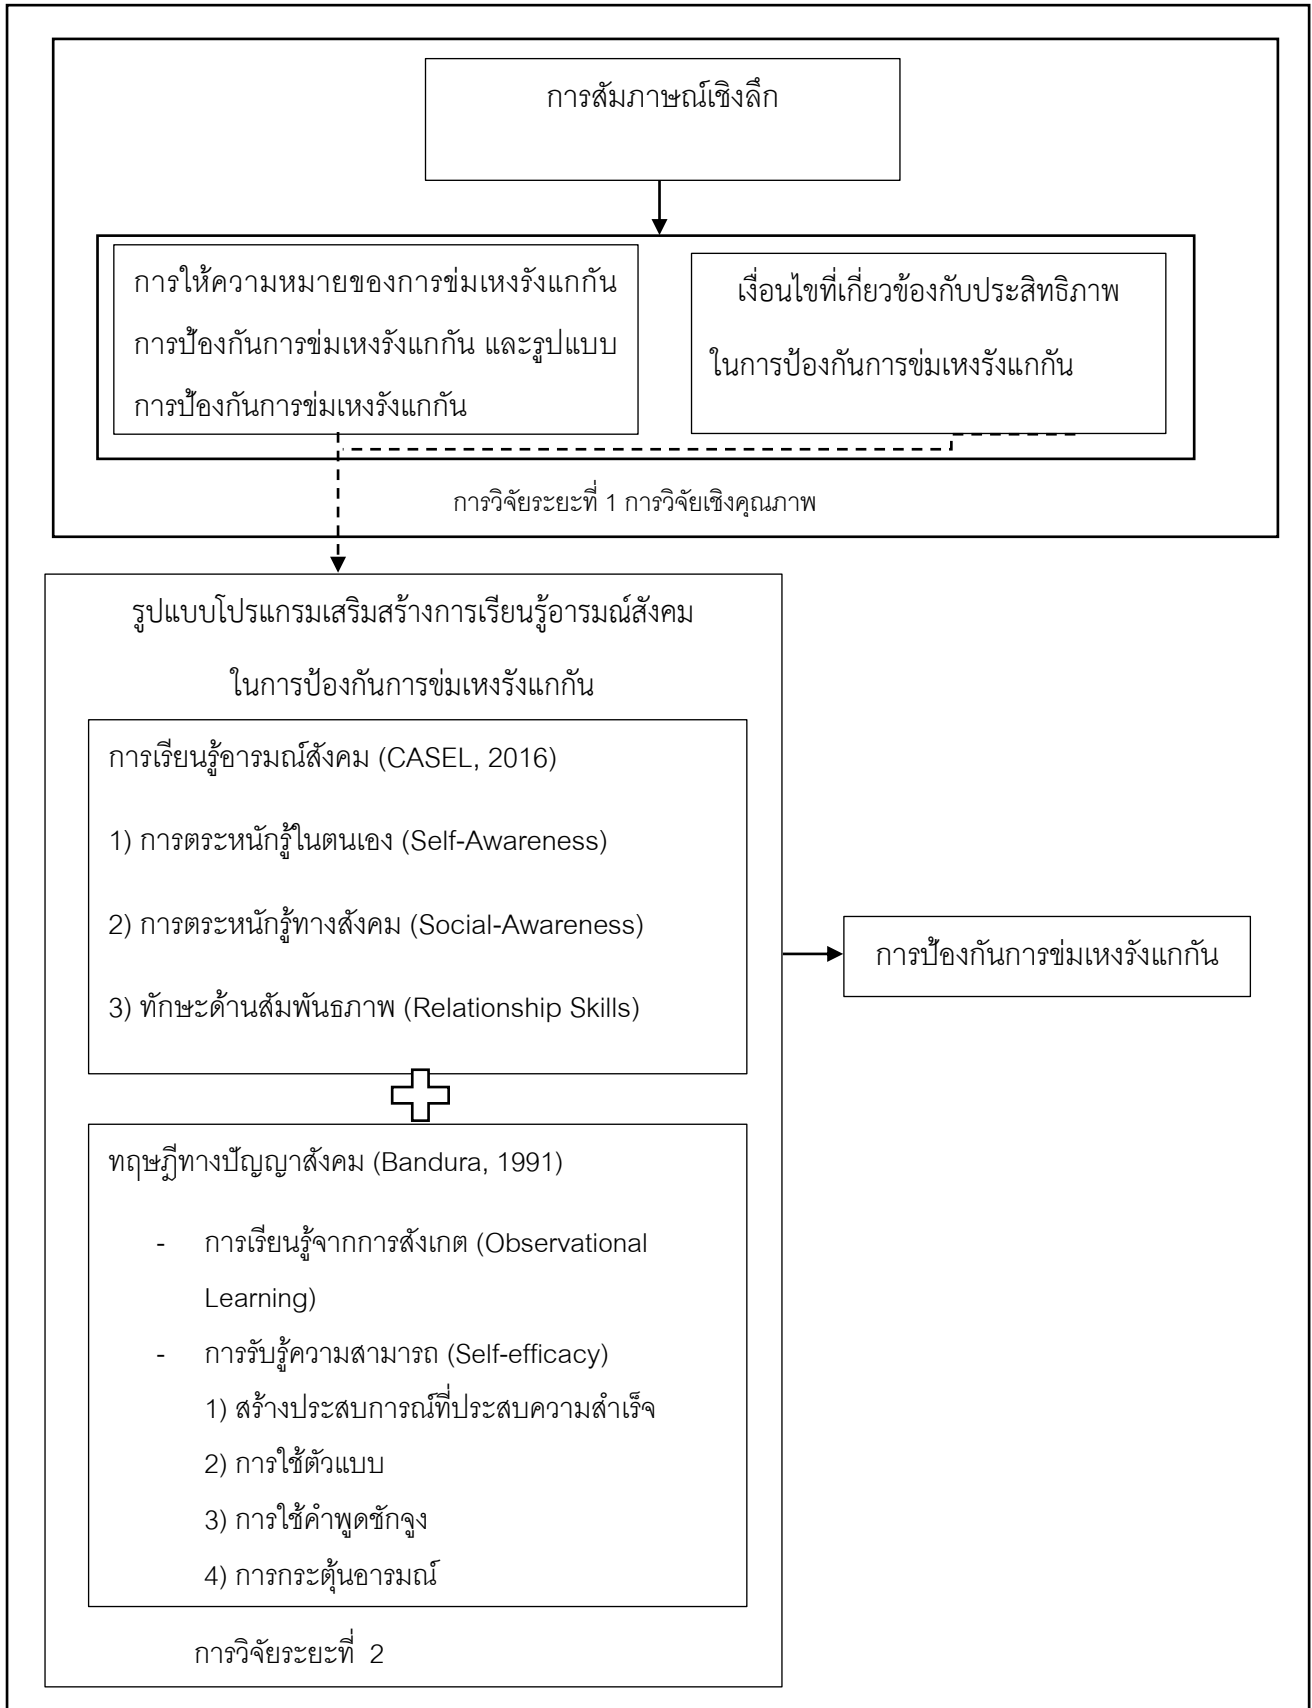 การสัมภาษณ์เชิงลึก
การให้ความหมายของการข่มเหงรังแกกัน
การป้องกันการข่มเหงรังแกกัน และรูปแบบ
การป้องกันการข่มเหงรังแกกัน
เงื่อนไขที่เกี่ยวข้องกับประสิทธิภาพ
ในการป้องกันการข่มเหงรังแกกัน
การวิจัยระยะที่ 1 การวิจัยเชิงคุณภาพ
รูปแบบโปรแกรมเสริมสร้างการเรียนรู้อารมณ์สังคม
ในการป้องกันการข่มเหงรังแกกัน
การเรียนรู้อารมณ์สังคม (CASEL, 2016)
1) การตระหนักรู้ในตนเอง (Self-Awareness)
2) การตระหนักรู้ทางสังคม (Social-Awareness)
3) ทักษะด้านสัมพันธภาพ (Relationship Skills)
การป้องกันการข่มเหงรังแกกัน
ทฤษฎีทางปัญญาสังคม (Bandura, 1991)
- การเรียนรู้จากการสังเกต (Observational
Learning)
- การรับรู้ความสามารถ (Self-efficacy)
1) สร้างประสบการณ์ที่ประสบความสำเร็จ
2) การใช้ตัวแบบ
3) การใช้คำพูดชักจูง
4) การกระตุ้นอารมณ์
การวิจัยระยะที่ 2